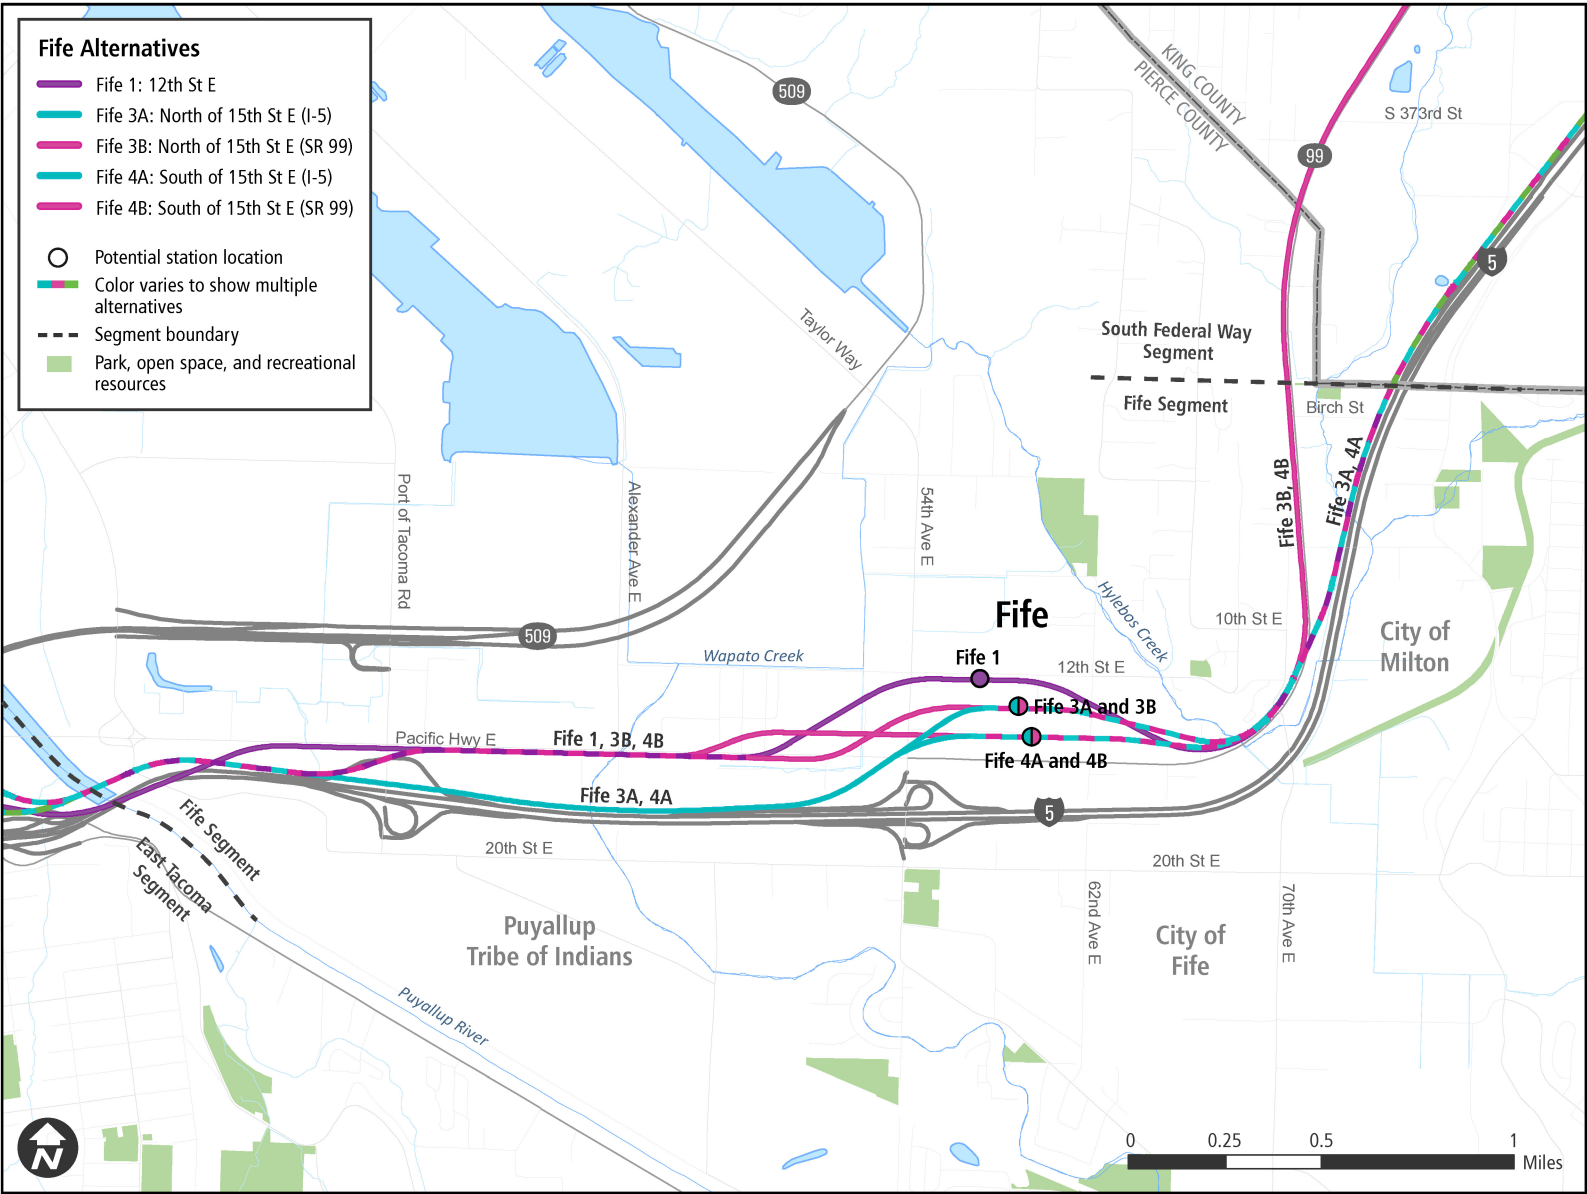 Fife Alternatives
Fife 1: 12th St E
Fife 3A: North of 15th St E (I-5)
Fife 3B: North of 15th St E (SR 99)
Fife 4A: South of 15th St E (I-5)
Fife 4B: South of 15th St E (SR 99)
Potential station location
Color varies to show multiple
alternatives
Segment boundary
Park, open space, and recreational
resources
509
KING COUNTY
PIERCE COUNTY
S 373rd St
99
5
Taylor Way
South Federal Way
Segment
Fife Segment
Birch St
Fife 3B, 4B
Fife 3A, 4A
Port of Tacoma Rd
Alexander Ave E
54th Ave E
509
Hylebos Creek
Fife
10th St E
City of
Milton
Wapato Creek
Fife 1
12th St E
Fife 3A and 3B
Pacific Hwy E
Fife 1, 3B, 4B
Fife 4A and 4B
Fife 3A, 4A
5
Fife Segment
East Tacoma
Segment
20th St E
20th St E
62nd Ave E
70th Ave E
Puyallup
Tribe of Indians
City of
Fife
Puyallup River
N
0 0.25 0.5 1
Miles